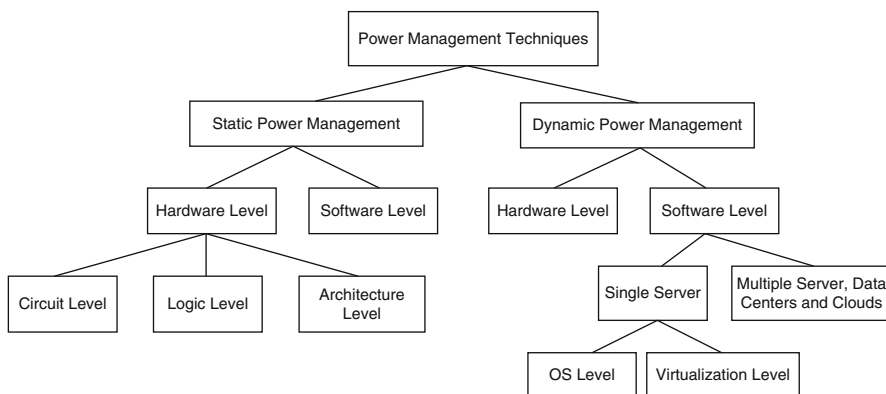 Power Management Techniques
Static Power Management
Dynamic Power Management
Hardware Level
Software Level
Hardware Level
Software Level
Circuit Level
Logic Level
Architecture
Level
Single Server
Multiple Server, Data
Centers and Clouds
OS Level
Virtualization Level